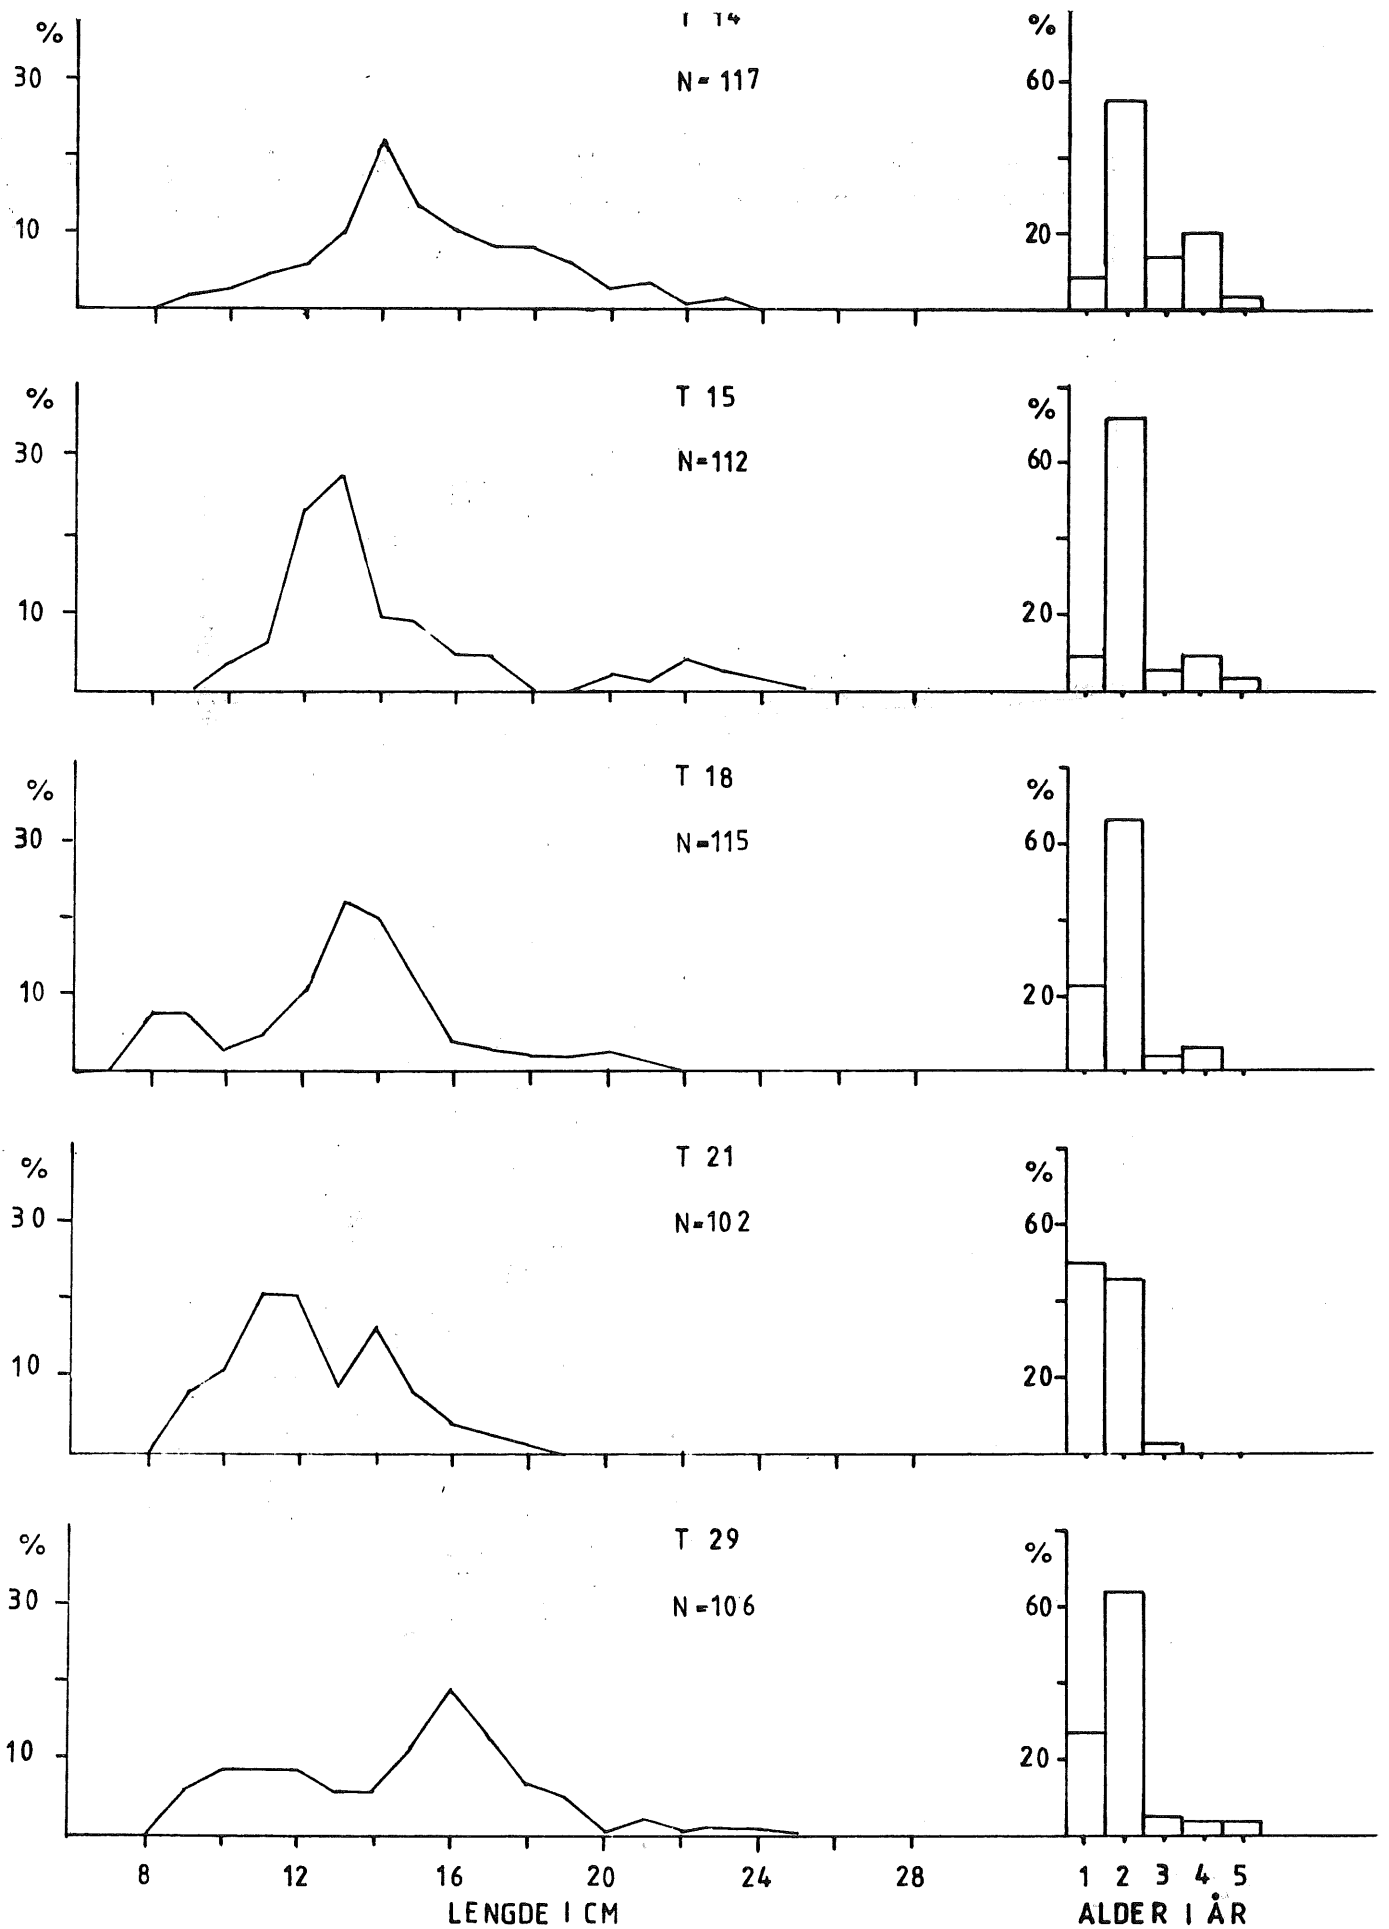 T 14
% %
30 N=117 60
10 20
% T 15 %
30 N=112 60
10 20
% T 18 %
30 N=115 60
10 20
% T 21 %
30 N=102 60
10 20
% T 29 %
30 N=106 60
10 20
8 12 16 20 24 28 1 2 3 4 5
LENGDE I CM ALDER I ÅR